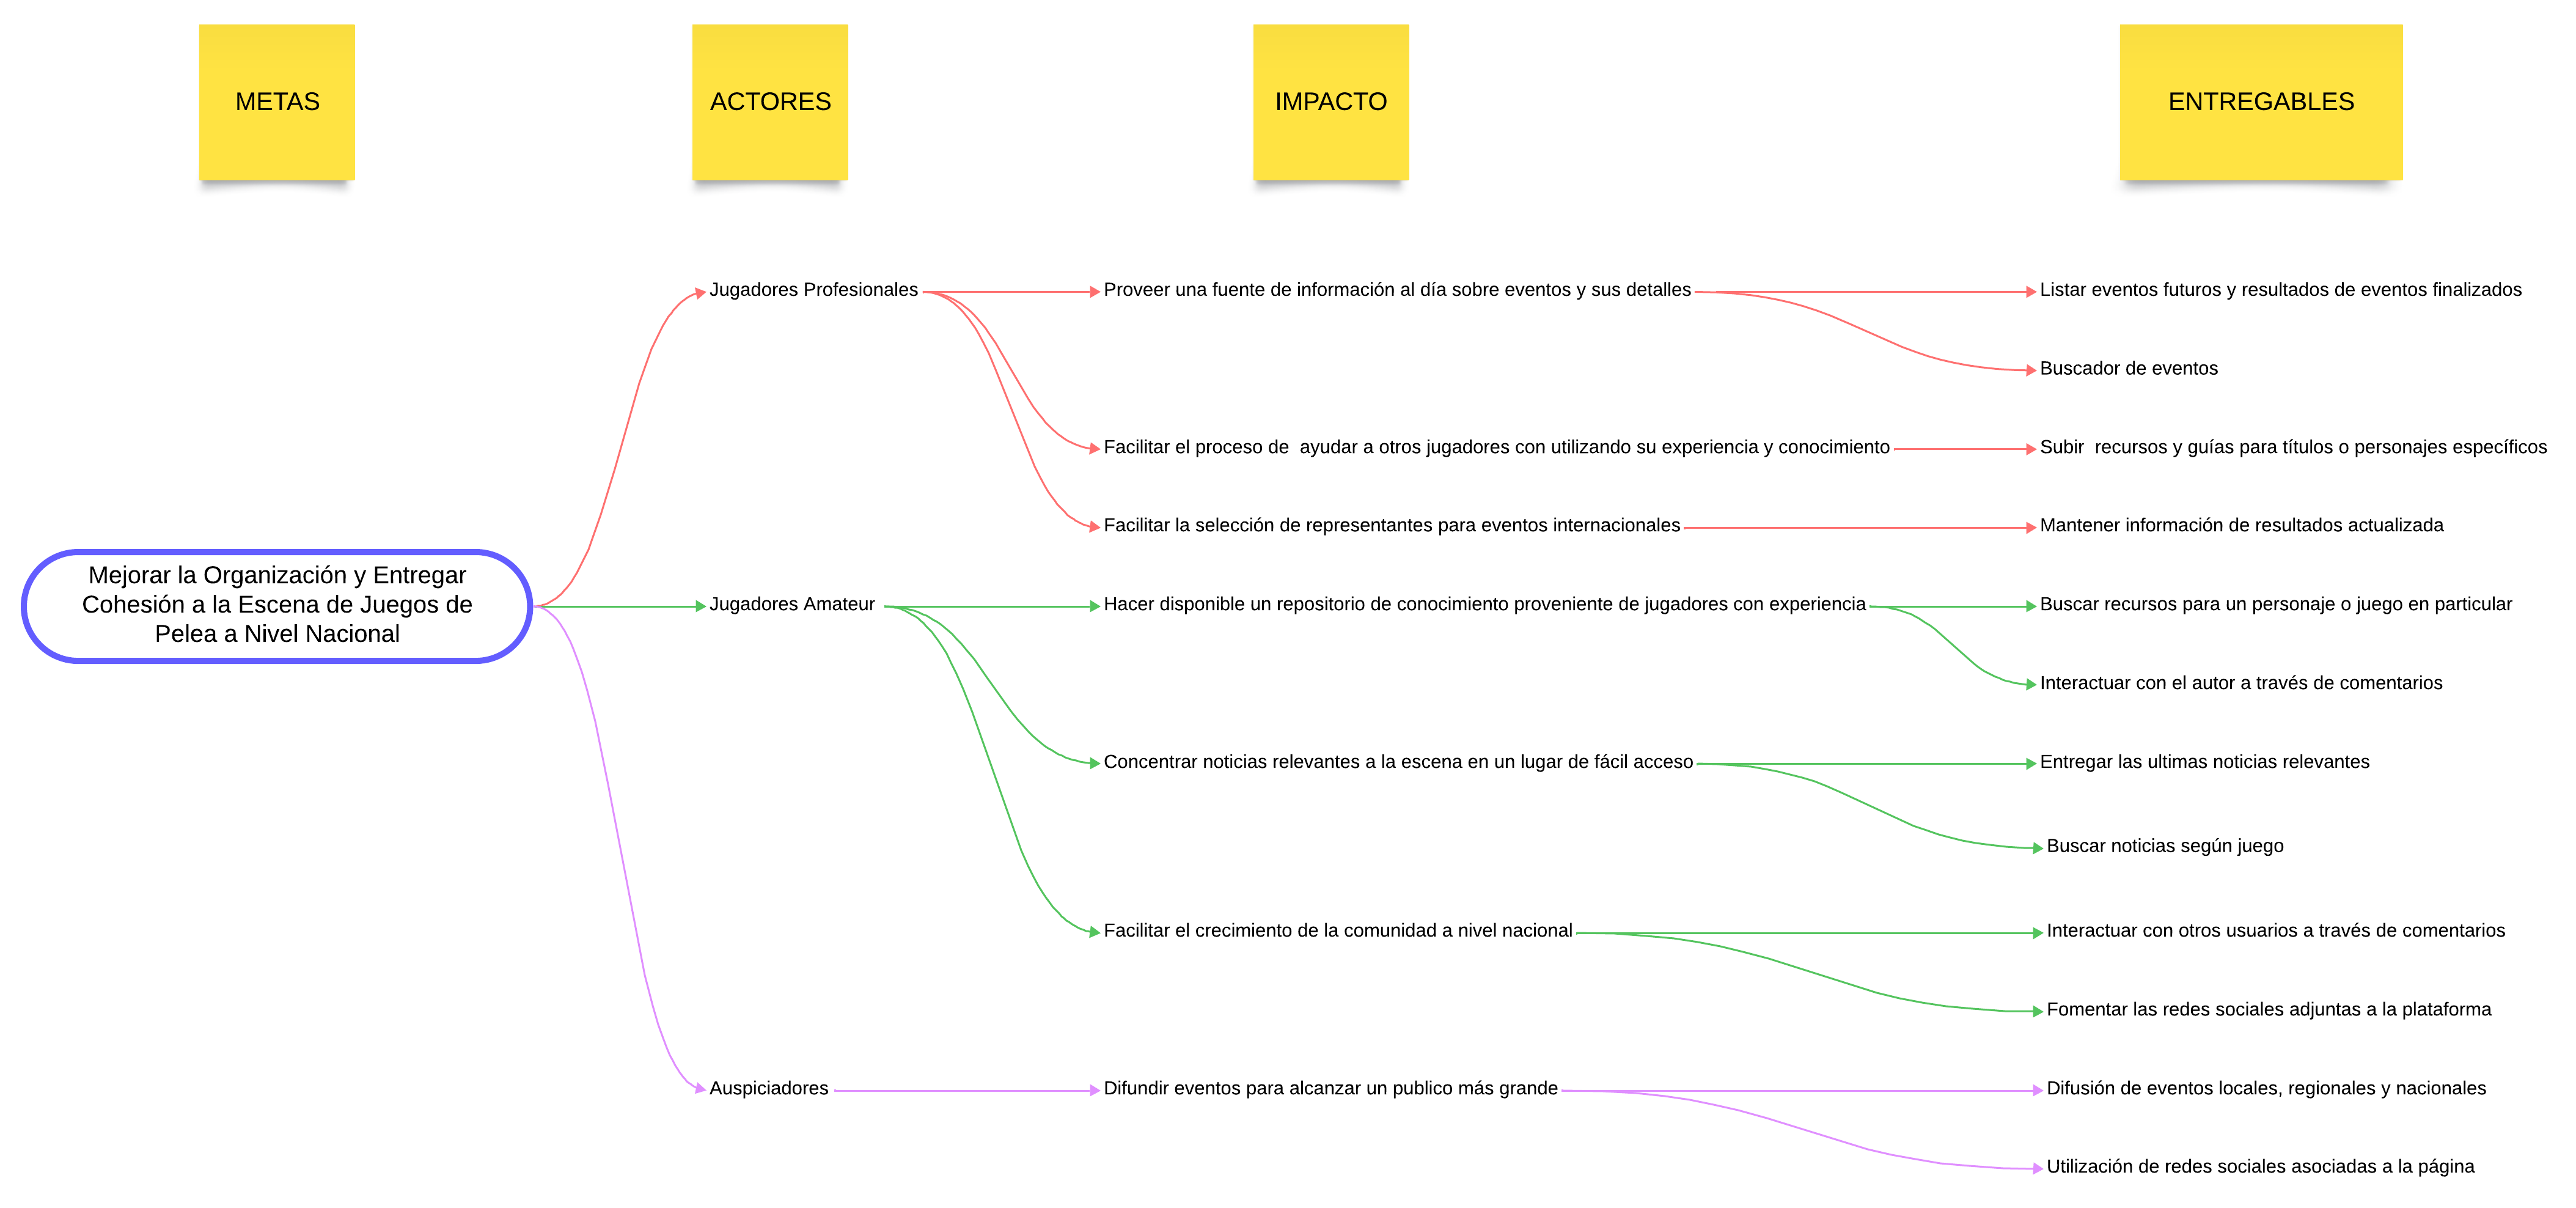 METAS
ACTORES
IMPACTO
ENTREGABLES
Jugadores Profesionales
Proveer una fuente de información al día sobre eventos y sus detalles
Listar eventos futuros y resultados de eventos finalizados
Buscador de eventos
Facilitar el proceso de  ayudar a otros jugadores con utilizando su experiencia y conocimiento
Subir  recursos y guías para títulos o personajes específicos
Facilitar la selección de representantes para eventos internacionales
Mantener información de resultados actualizada
Mejorar la Organización y Entregar
Cohesión a la Escena de Juegos de
Pelea a Nivel Nacional
Jugadores Amateur
Hacer disponible un repositorio de conocimiento proveniente de jugadores con experiencia
Buscar recursos para un personaje o juego en particular
Interactuar con el autor a través de comentarios
Concentrar noticias relevantes a la escena en un lugar de fácil acceso
Entregar las ultimas noticias relevantes
Buscar noticias según juego
Facilitar el crecimiento de la comunidad a nivel nacional
Interactuar con otros usuarios a través de comentarios
Fomentar las redes sociales adjuntas a la plataforma
Auspiciadores
Difundir eventos para alcanzar un publico más grande
Difusión de eventos locales, regionales y nacionales
Utilización de redes sociales asociadas a la página